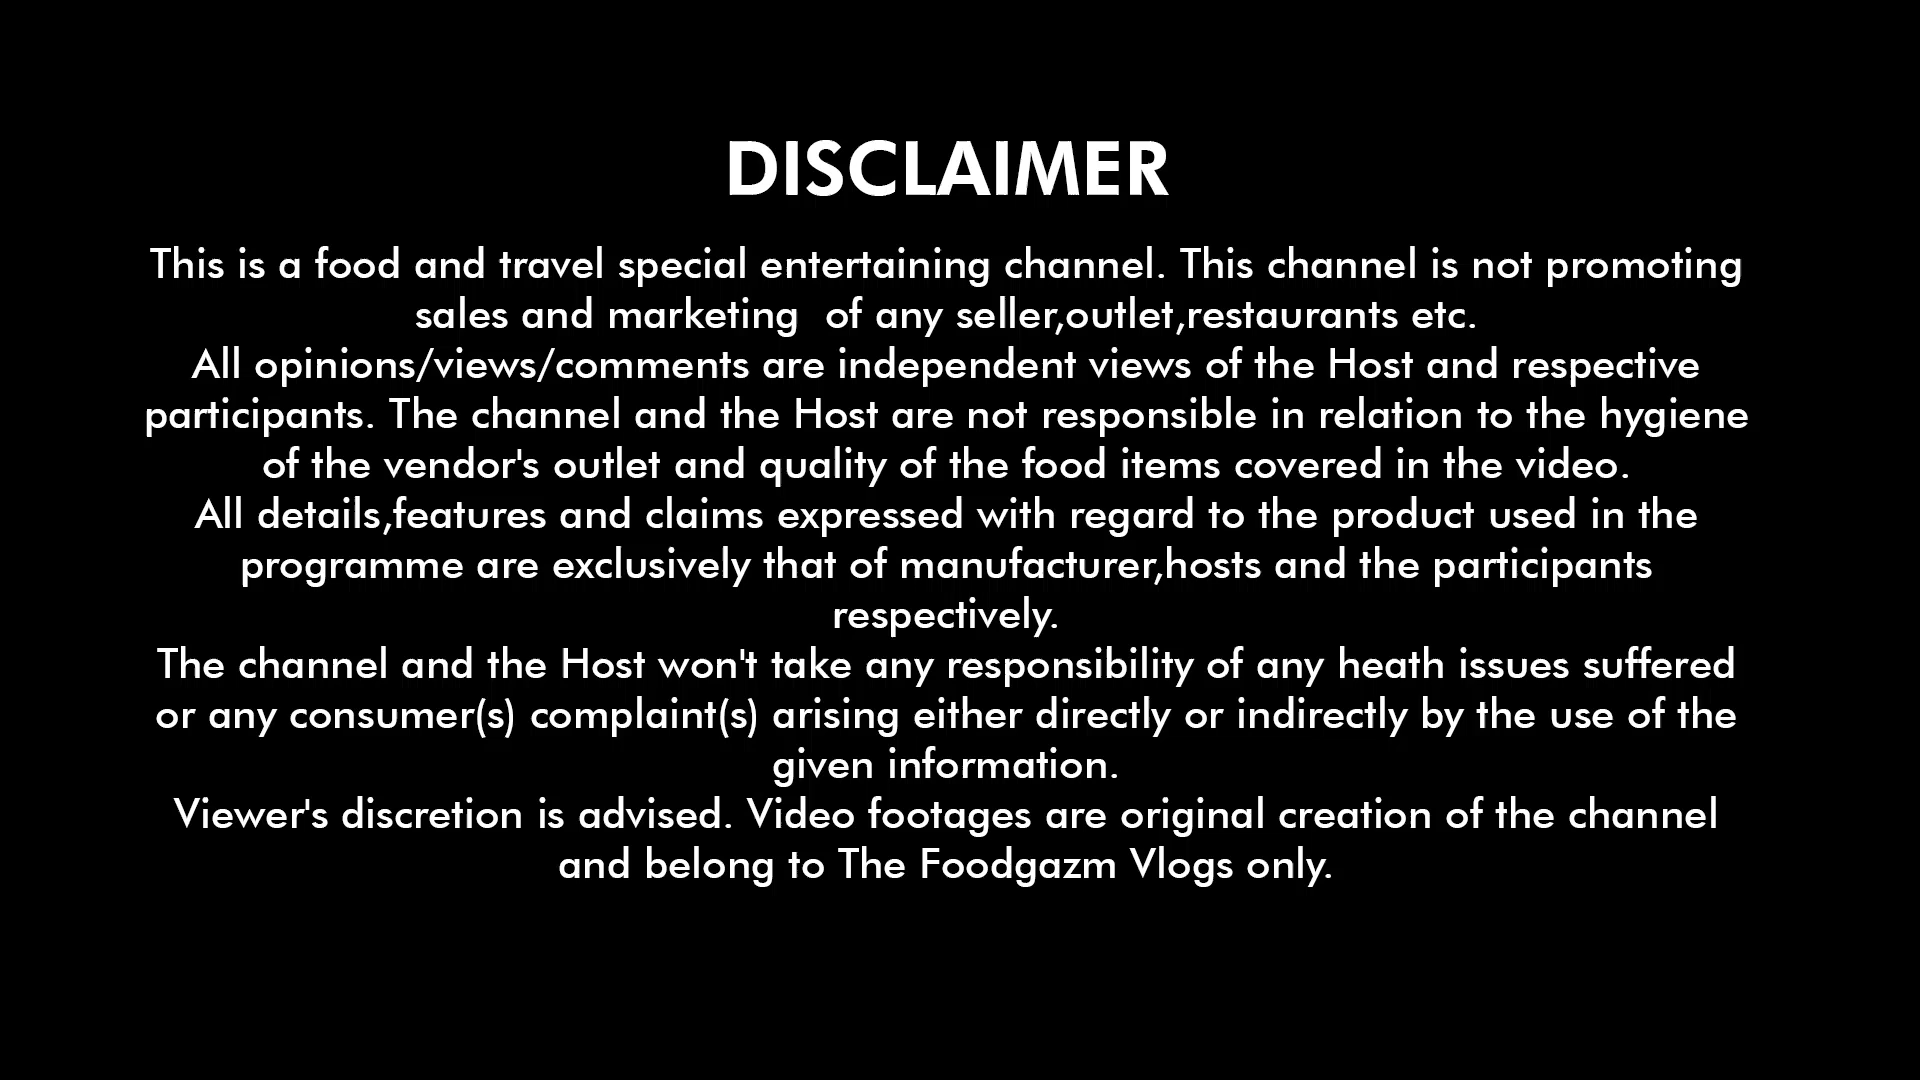 DISCLAIMER
This is a food and travel special entertaining channel. This channel is not promoting
sales and marketing  of any seller,outlet,restaurants etc.
All opinions/views/comments are independent views of the Host and respective
participants. The channel and the Host are not responsible in relation to the hygiene
of the vendor's outlet and quality of the food items covered in the video.
All details,features and claims expressed with regard to the product used in the
programme are exclusively that of manufacturer,hosts and the participants
respectively.
The channel and the Host won't take any responsibility of any heath issues suffered
or any consumer(s) complaint(s) arising either directly or indirectly by the use of the
given information.
Viewer's discretion is advised. Video footages are original creation of the channel
and belong to The Foodgazm Vlogs only.